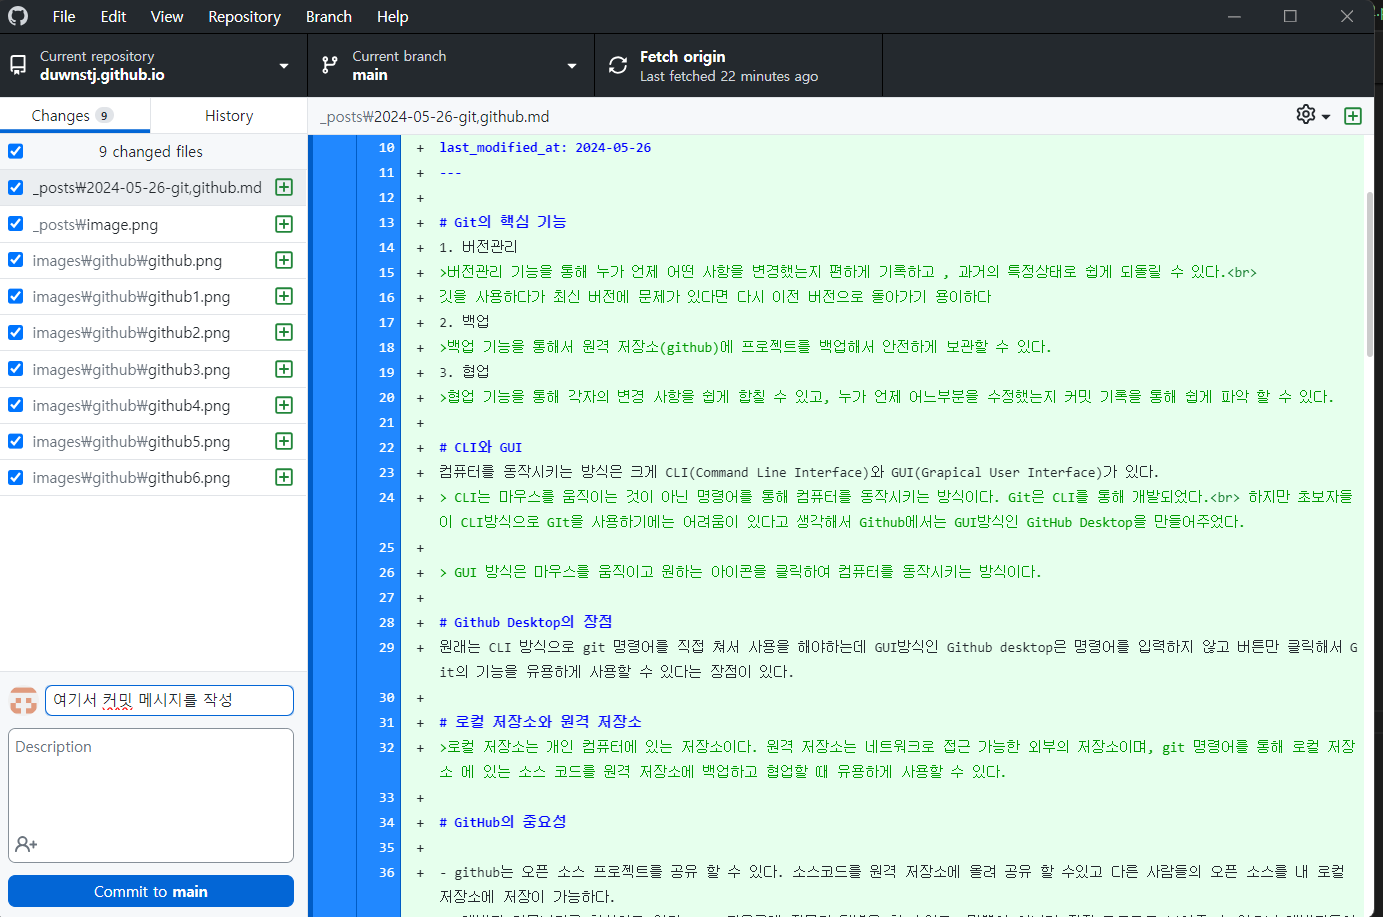 File Edit View Repository Branch Help
Current repository
duwnstj.github.io
Current branch
main
Fetch origin
Last fetched 22 minutes ago
Changes 9
History
9 changed files
_posts₩2024-05-26-git,github.md
_posts₩image.png
images₩github₩github.png
images₩github₩github1.png
images₩github₩github2.png
images₩github₩github3.png
images₩github₩github4.png
images₩github₩github5.png
images₩github₩github6.png
여기서 커밋 메시지를 작성
Description
Commit to main
_posts₩2024-05-26-git,github.md
10 + last_modified_at: 2024-05-26
11 + ---
12 +
13 + # Git의 핵심 기능
14 + 1. 버전관리
15 + >버전관리 기능을 통해 누가 언제 어떤 사항을 변경했는지 편하게 기록하고 , 과거의 특정상태로 쉽게 되돌릴 수 있다.<br>
16 + 깃을 사용하다가 최신 버전에 문제가 있다면 다시 이전 버전으로 돌아가기 용이하다
17 + 2. 백업
18 + >백업 기능을 통해서 원격 저장소(github)에 프로젝트를 백업해서 안전하게 보관할 수 있다.
19 + 3. 협업
20 + >협업 기능을 통해 각자의 변경 사항을 쉽게 합칠 수 있고, 누가 언제 어느부분을 수정했는지 커밋 기록을 통해 쉽게 파악 할 수 있다.
21 +
22 + # CLI와 GUI
23 + 컴퓨터를 동작시키는 방식은 크게 CLI(Command Line Interface)와 GUI(Grapical User Interface)가 있다.
24 + > CLI는 마우스를 움직이는 것이 아닌 명령어를 통해 컴퓨터를 동작시키는 방식이다. Git은 CLI를 통해 개발되었다.<br> 하지만 초보자들
이 CLI방식으로 GIt을 사용하기에는 어려움이 있다고 생각해서 Github에서는 GUI방식인 GitHub Desktop을 만들어주었다.
25 +
26 + > GUI 방식은 마우스를 움직이고 원하는 아이콘을 클릭하여 컴퓨터를 동작시키는 방식이다.
27 +
28 + # Github Desktop의 장점
29 + 원래는 CLI 방식으로 git 명령어를 직접 쳐서 사용을 해야하는데 GUI방식인 Github desktop은 명령어를 입력하지 않고 버튼만 클릭해서 G
it의 기능을 유용하게 사용할 수 있다는 장점이 있다.
30 +
31 + # 로컬 저장소와 원격 저장소
32 + >로컬 저장소는 개인 컴퓨터에 있는 저장소이다. 원격 저장소는 네트워크로 접근 가능한 외부의 저장소이며, git 명령어를 통해 로컬 저장
소 에 있는 소스 코드를 원격 저장소에 백업하고 협업할 때 유용하게 사용할 수 있다.
33 +
34 + # GitHub의 중요성
35 +
36 + - github는 오픈 소스 프로젝트를 공유 할 수 있다. 소스코드를 원격 저장소에 올려 공유 할 수있고 다른 사람들의 오픈 소스를 내 로컬
저장소에 저장이 가능하다.